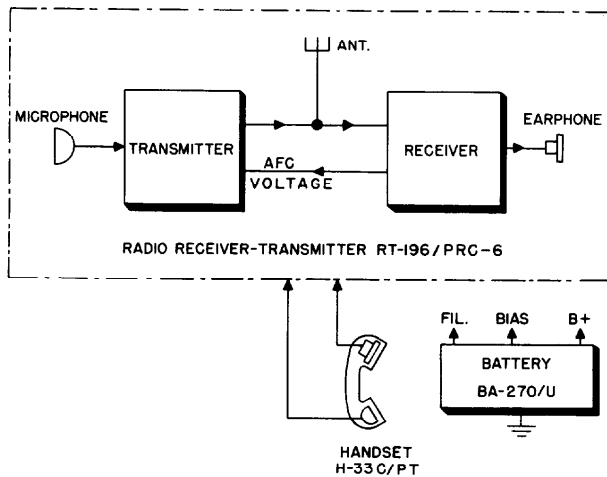 ANT.
MICROPHONE
EARPHONE
TRANSMITTER
RECEIVER
AFC
VOLTAGE
RADIO RECEIVER-TRANSMITTER RT-196/PRC-6
FIL. BIAS B+
BATTERY
BA-270/U
HANDSET
H-33C/PT